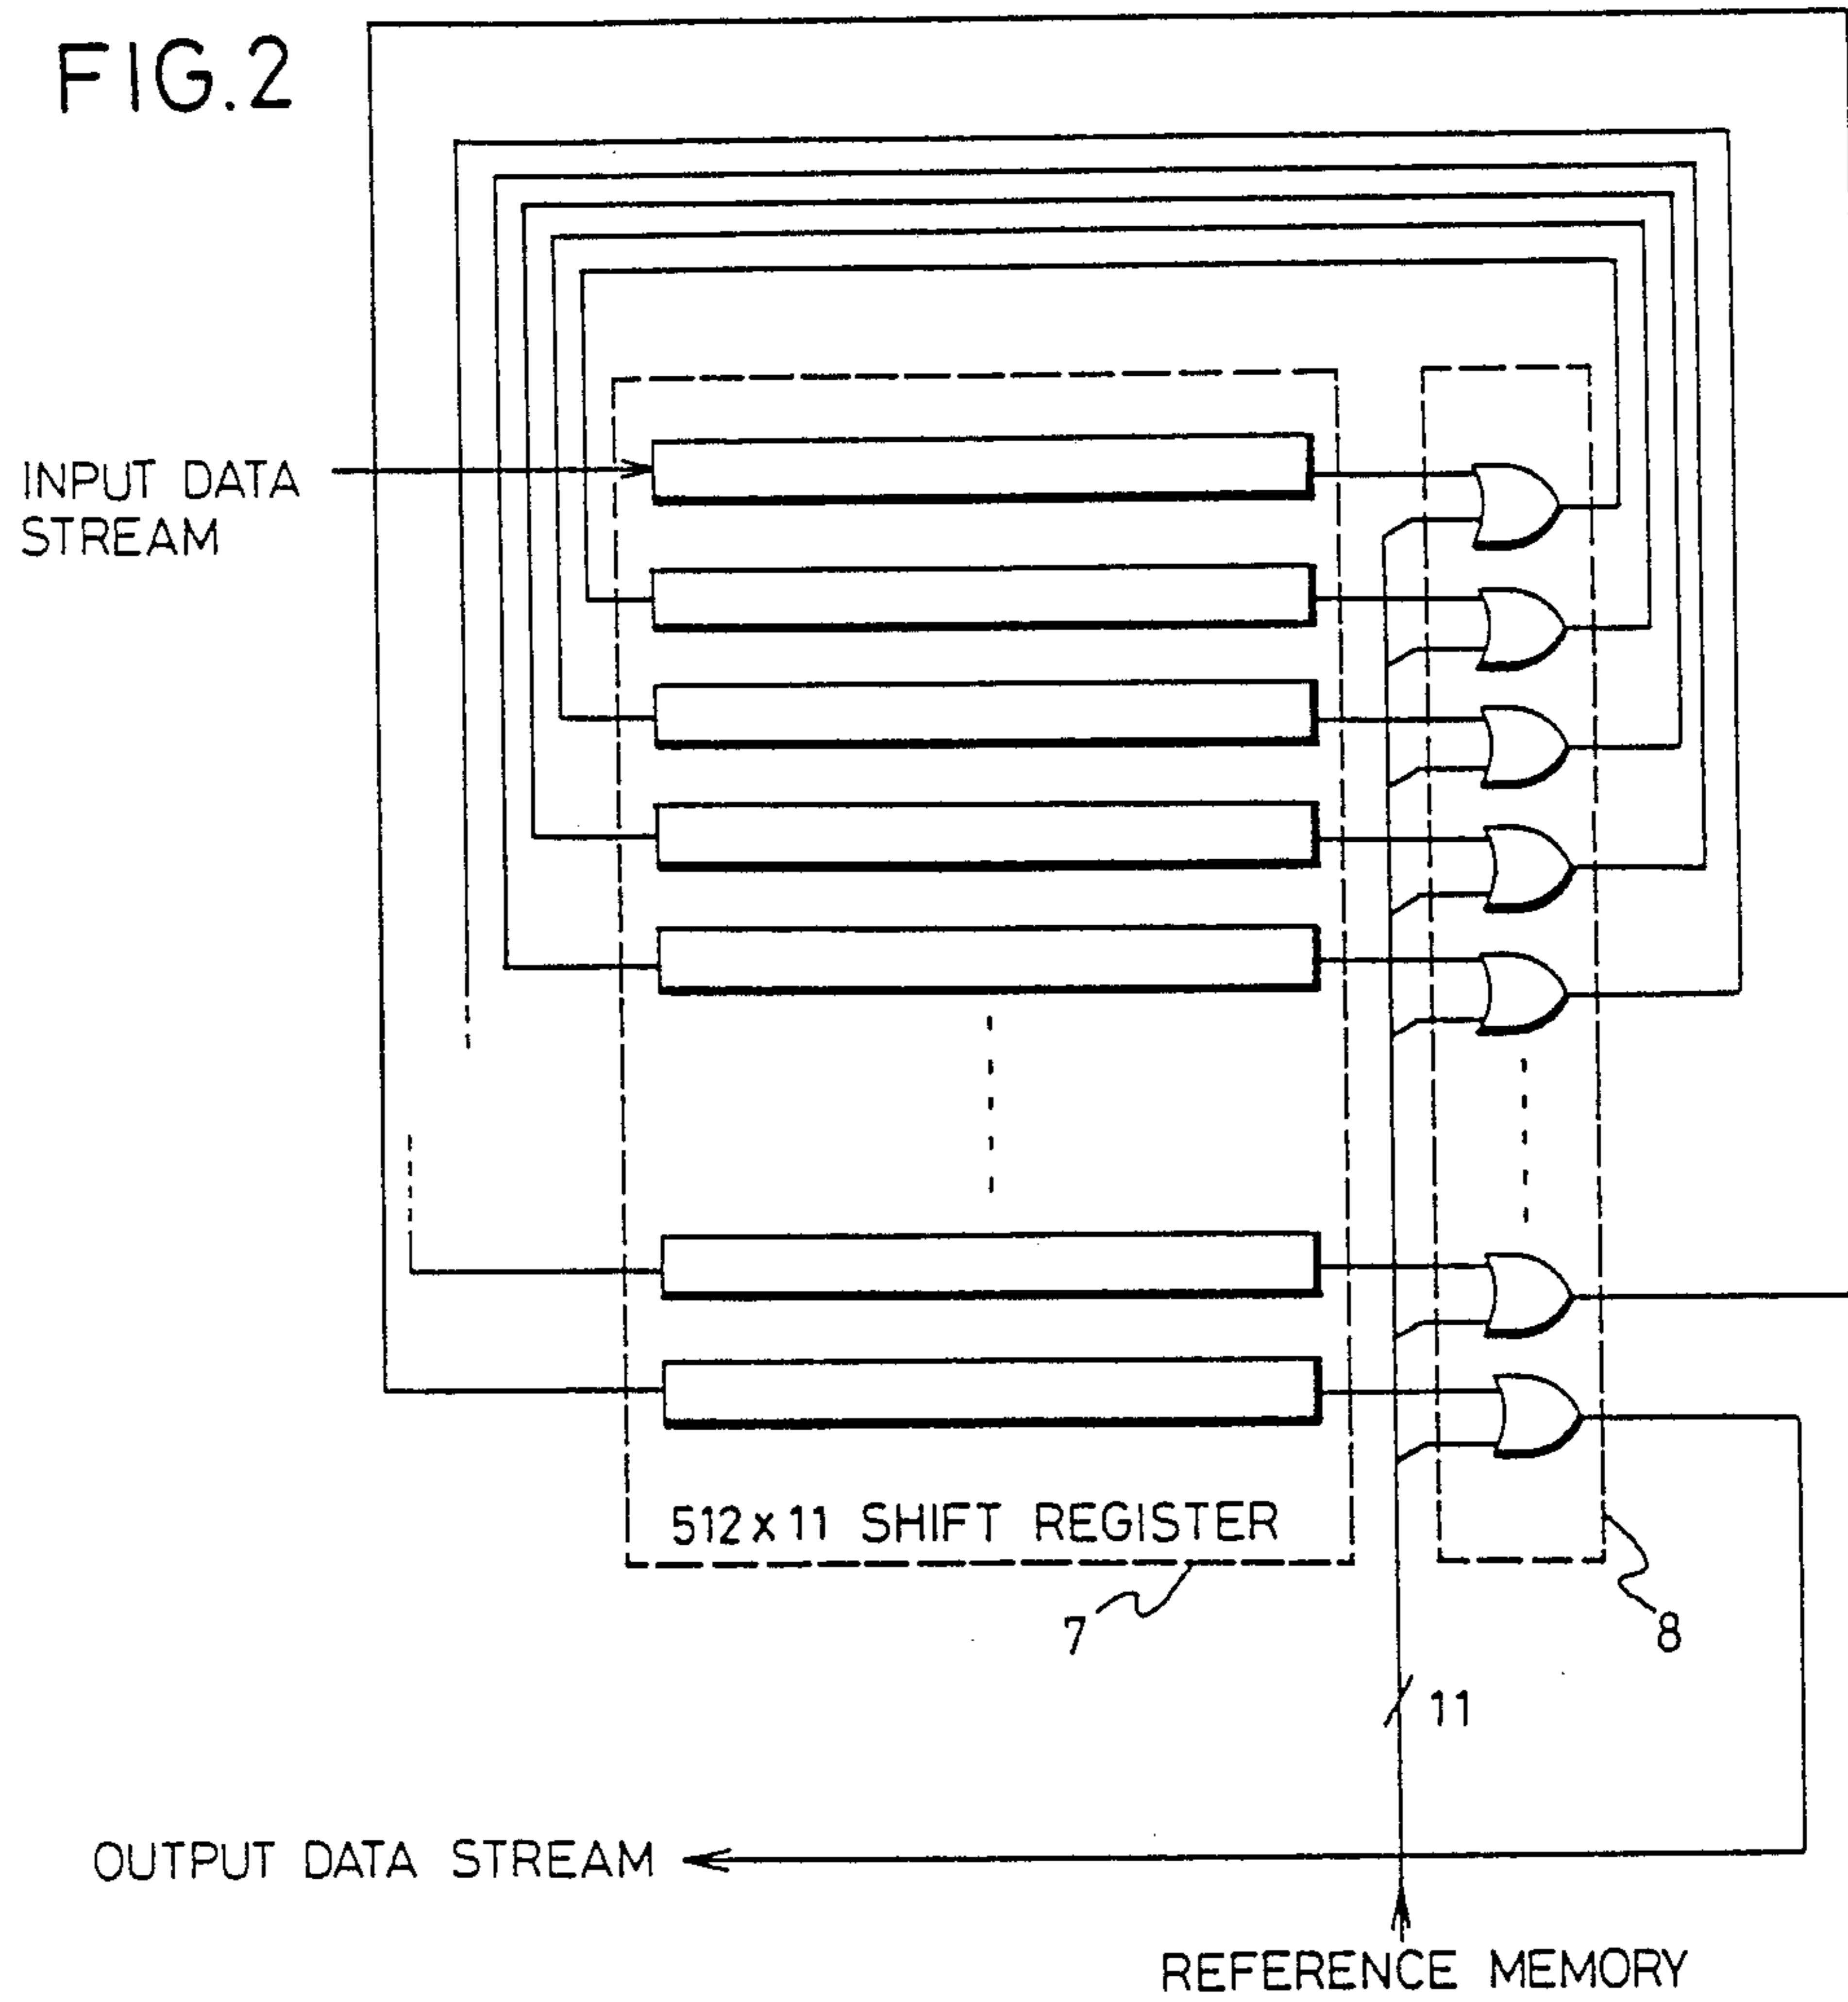 FIG.2
INPUT DATA
STREAM
512x11 SHIFT REGISTER
7
8
11
OUTPUT DATA STREAM
REFERENCE MEMORY